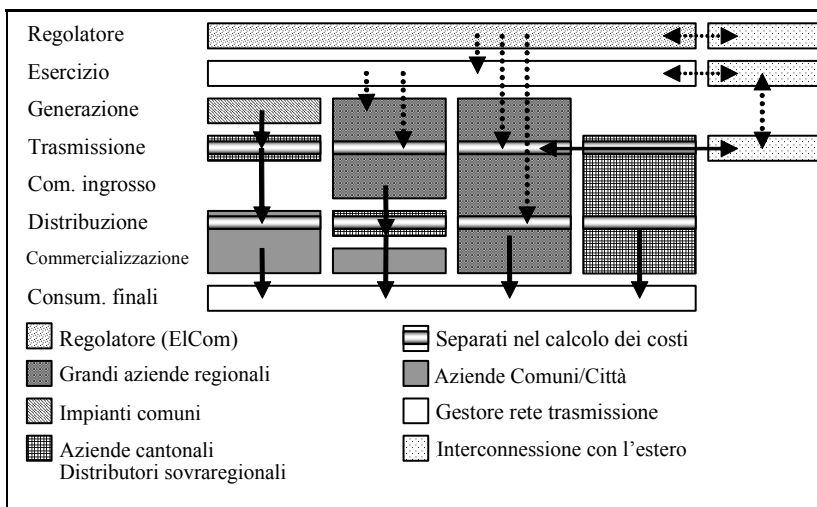 Regolatore
Esercizio
Generazione
Trasmissione
Com. ingrosso
Distribuzione
Commercializzazione
Consum. finali
Regolatore (ElCom)
Grandi aziende regionali
Impianti comuni
Aziende cantonali
Distributori sovraregionali
Separati nel calcolo dei costi
Aziende Comuni/Città
Gestore rete trasmissione
Interconnessione con l'estero